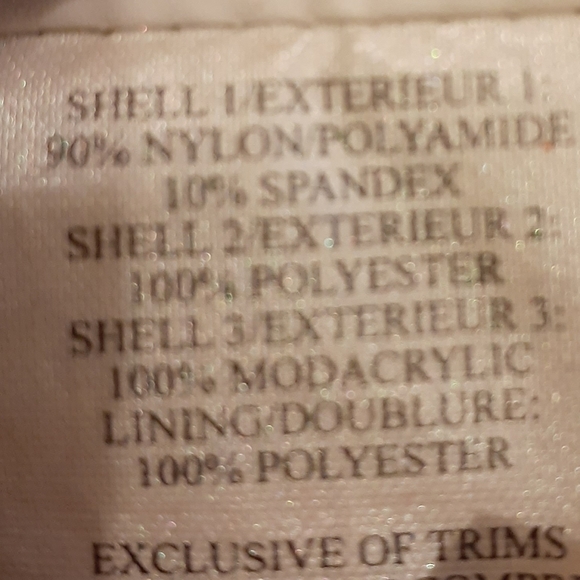 SHELL 1/EXTERIEUR 1:
90% NYLON/POLYAMIDE
10% SPANDEX
SHELL 2/EXTERIEUR 2:
100% POLYESTER
SHELL 3/EXTERIEUR 3:
100% MODACRYLIC
LINING/DOUBLURE:
100% POLYESTER
EXCLUSIVE OF TRIMS